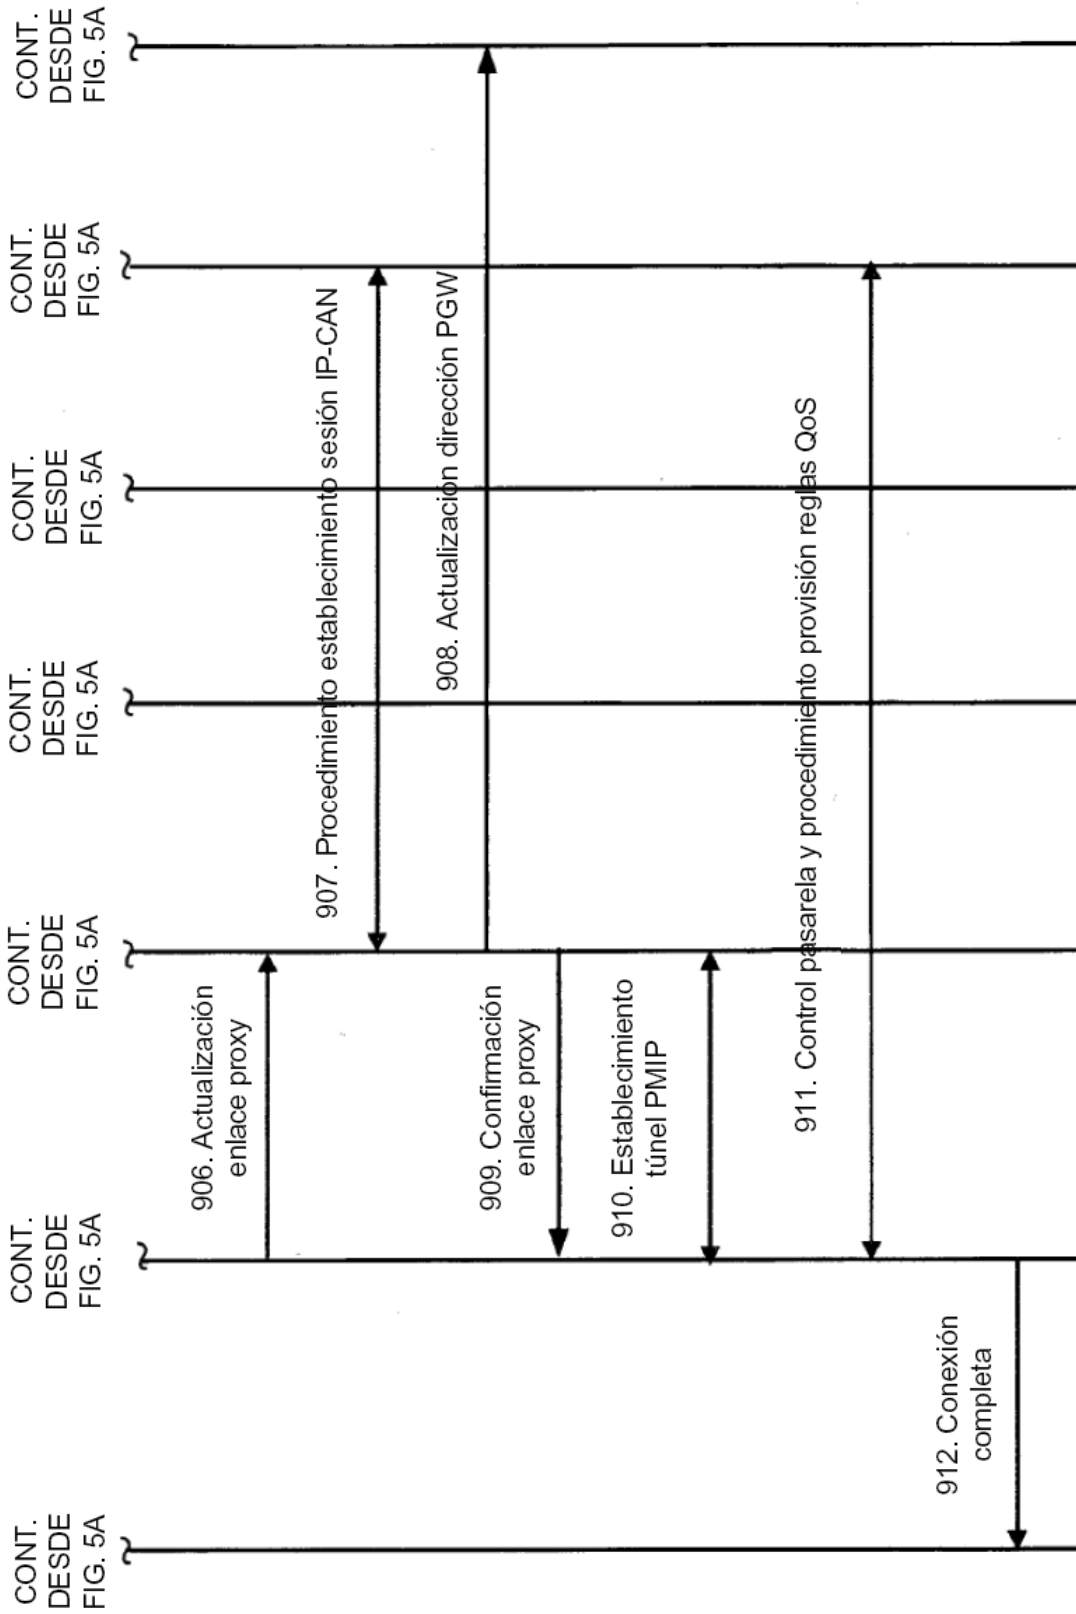 CONT.
DESDE
FIG. 5A
CONT.
DESDE
FIG. 5A
CONT.
DESDE
FIG. 5A
CONT.
DESDE
FIG. 5A
CONT.
DESDE
FIG. 5A
CONT.
DESDE
FIG. 5A
CONT.
DESDE
FIG. 5A
906. Actualización
enlace proxy
907. Procedimiento establecimiento sesión IP-CAN
908. Actualización dirección PGW
909. Confirmación
enlace proxy
910. Establecimiento
túnel PMIP
911. Control pasarela y procedimiento provisión reglas QoS
912. Conexión
completa